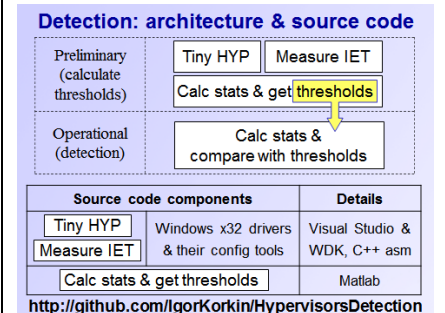 Detection: architecture & source code
Preliminary
(calculate
thresholds)
Tiny HYP
Measure IET
Calc stats & get thresholds
Operational
(detection)
Calc stats &
compare with thresholds
Source code components
Details
Tiny HYP
Measure IET
Windows x32 drivers
& their config tools
Visual Studio &
WDK, C++ asm
Calc stats & get thresholds
Matlab
http://github.com/IgorKorkin/HypervisorsDetection